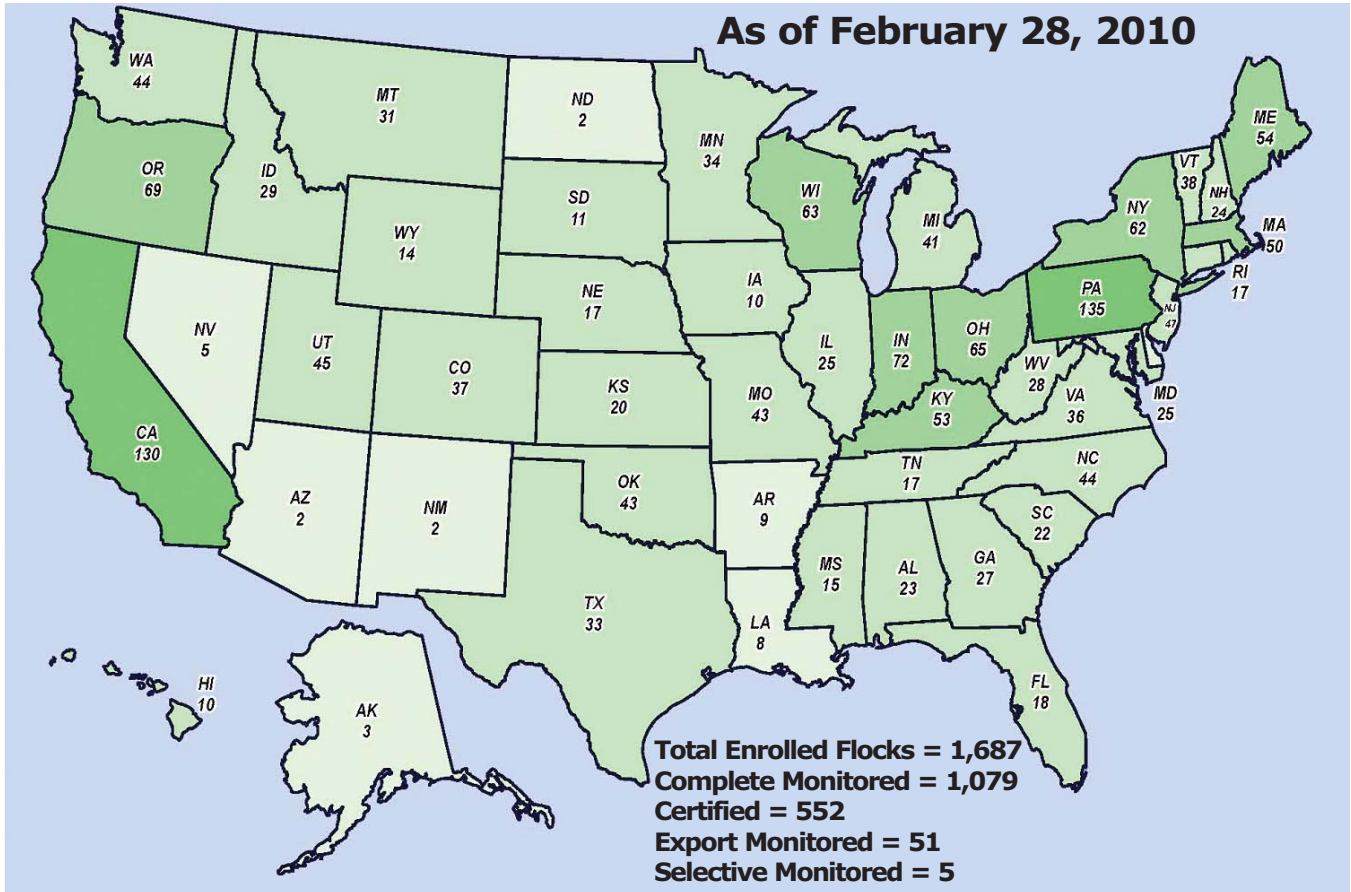 As of February 28, 2010
WA
44
MT
31
ND
2
MN
34
ME
54
OR
69
ID
29
SD
11
WI
63
MI
41
VT
38
NH
24
NY
62
MA
50
WY
14
RI
17
NE
17
IA
10
PA
135
NJ
47
NV
5
UT
45
CO
37
IL
25
IN
72
OH
65
WV
28
MD
25
KS
20
MO
43
KY
53
VA
36
CA
130
AZ
2
NM
2
OK
43
AR
9
TN
17
NC
44
SC
22
MS
15
AL
23
GA
27
TX
33
LA
8
FL
18
HI
10
AK
3
Total Enrolled Flocks = 1,687
Complete Monitored = 1,079
Certified = 552
Export Monitored = 51
Selective Monitored = 5